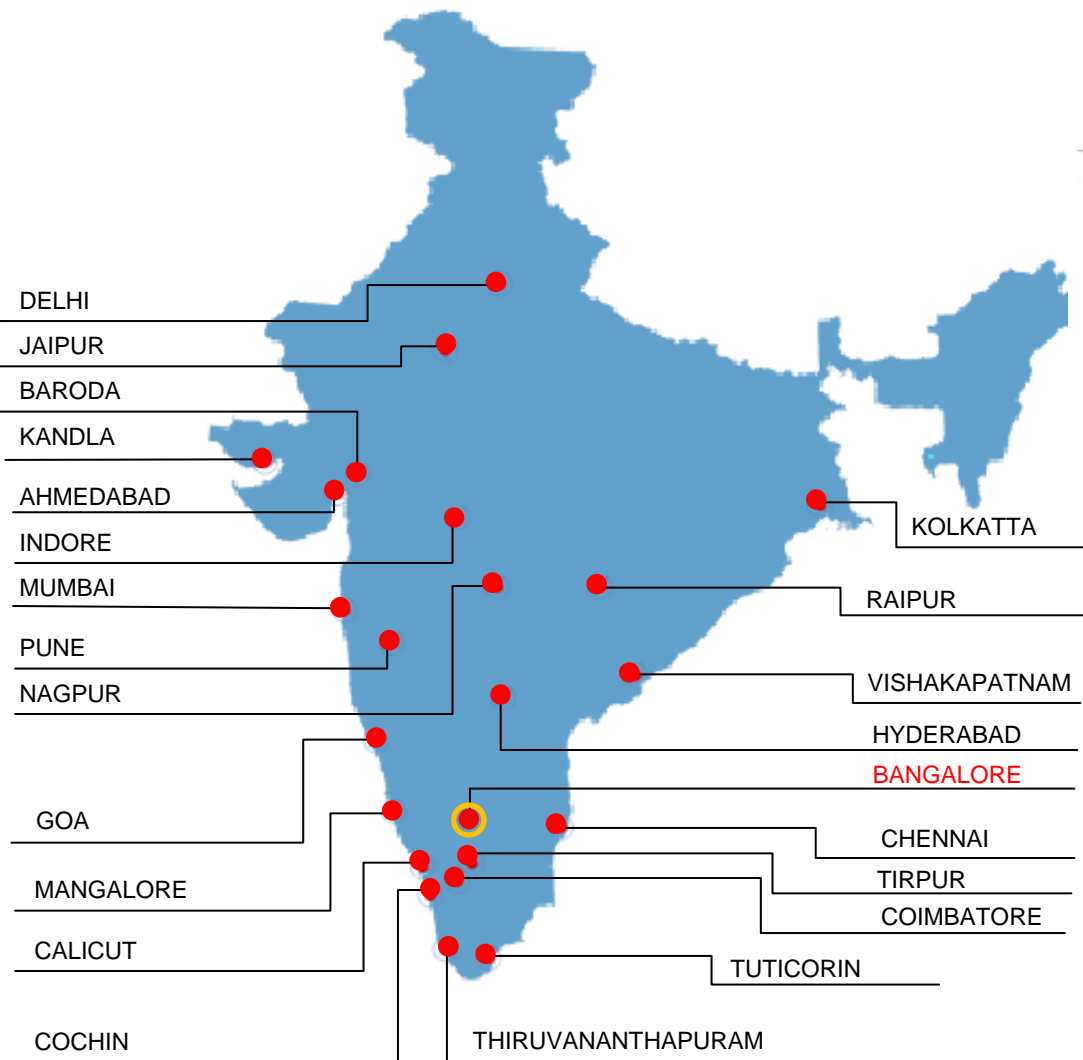 DELHI
JAIPUR
BARODA
KANDLA
AHMEDABAD
INDORE
MUMBAI
PUNE
NAGPUR
GOA
MANGALORE
CALICUT
COCHIN
THIRUVANANTHAPURAM
KOLKATTA
RAIPUR
VISHAKAPATNAM
HYDERABAD
BANGALORE
CHENNAI
TIRPUR
COIMBATORE
TUTICORIN